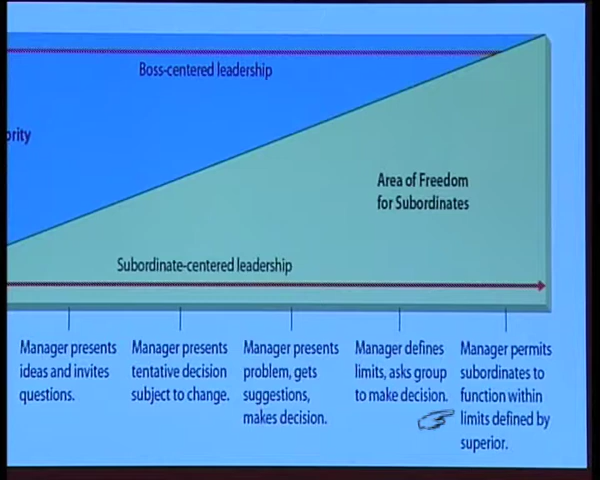 Boss-centered leadership
Area of Freedom
for Subordinates
Subordinate-centered leadership
Manager presents
ideas and invites
questions.
Manager presents
tentative decision
subject to change.
Manager presents
problem, gets
suggestions,
makes decision.
Manager defines
limits, asks group
to make decision.
Manager permits
subordinates to
function within
limits defined by
superior.